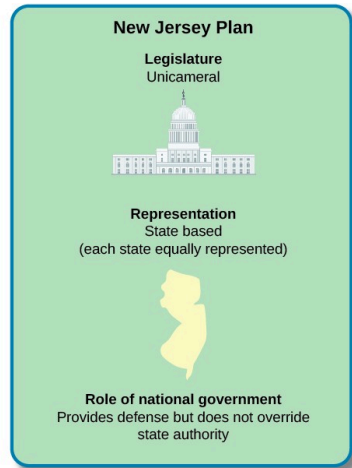 New Jersey Plan
Legislature
Unicameral
Representation
State based
(each state equally represented)
Role of national government
Provides defense but does not override
state authority